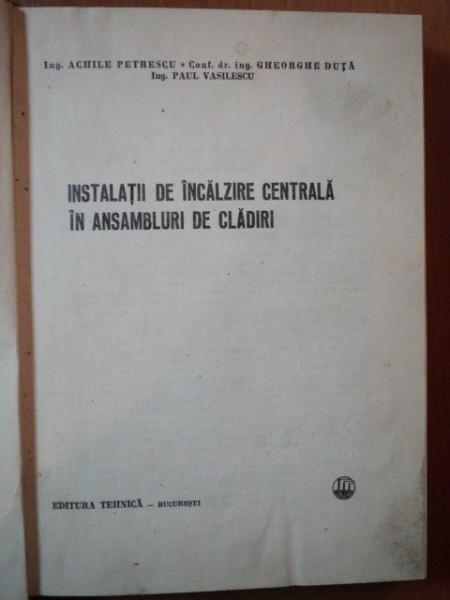 Ing. ACHILE PETRESCU • Conf. dr. ing. GHEORGHE DUȚĂ
Ing. PAUL VASILESCU
INSTALAȚII DE ÎNCĂLZIRE CENTRALĂ
ÎN ANSAMBLURI DE CLĂDIRI
EDITURA TEHNICĂ — BUCUREȘTI